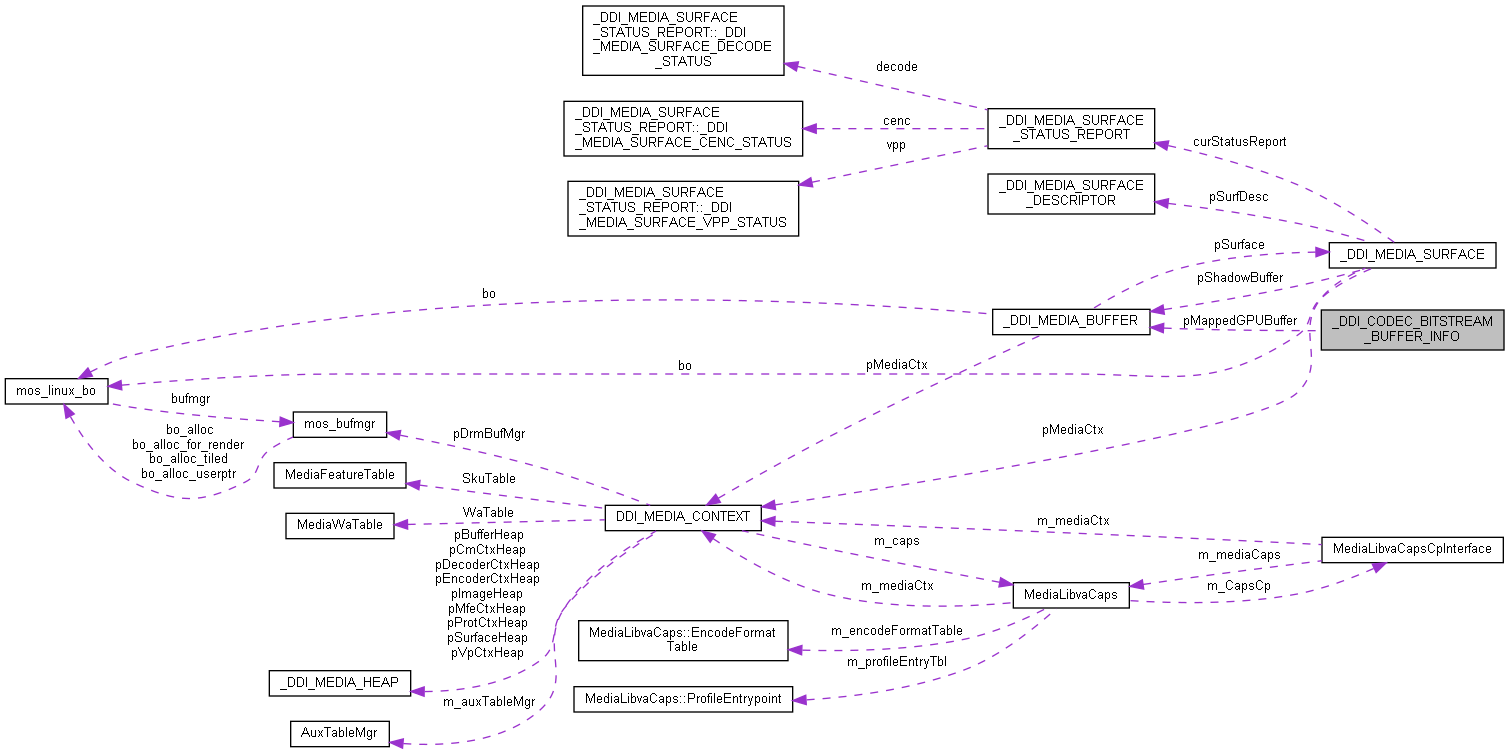 _DDI_MEDIA_SURFACE
_STATUS_REPORT::_DDI
_MEDIA_SURFACE_DECODE
_STATUS
decode
_DDI_MEDIA_SURFACE
_STATUS_REPORT::_DDI
_MEDIA_SURFACE_CENC_STATUS
cenc
_DDI_MEDIA_SURFACE
_STATUS_REPORT
vpp
curStatusReport
_DDI_MEDIA_SURFACE
_STATUS_REPORT::_DDI
_MEDIA_SURFACE_VPP_STATUS
_DDI_MEDIA_SURFACE
_DESCRIPTOR
pSurfDesc
pSurface
_DDI_MEDIA_SURFACE
pShadowBuffer
bo
_DDI_MEDIA_BUFFER
pMappedGPUBuffer
_DDI_CODEC_BITSTREAM
_BUFFER_INFO
bo
pMediaCtx
mos_linux_bo
bufmgr
mos_bufmgr
bo_alloc
bo_alloc_for_render
bo_alloc_tiled
bo_alloc_userptr
pDrmBufMgr
pMediaCtx
MediaFeatureTable
SkuTable
MediaWaTable
WaTable
DDI_MEDIA_CONTEXT
m_mediaCtx
pBufferHeap
pCmCtxHeap
pDecoderCtxHeap
pEncoderCtxHeap
pImageHeap
pMfeCtxHeap
pProtCtxHeap
pSurfaceHeap
pVpCtxHeap
m_caps
m_mediaCtx
MediaLibvaCapsCpInterface
m_mediaCaps
m_CapsCp
MediaLibvaCaps
MediaLibvaCaps::EncodeFormat
Table
m_encodeFormatTable
m_profileEntryTbl
_DDI_MEDIA_HEAP
m_auxTableMgr
MediaLibvaCaps::ProfileEntrypoint
AuxTableMgr